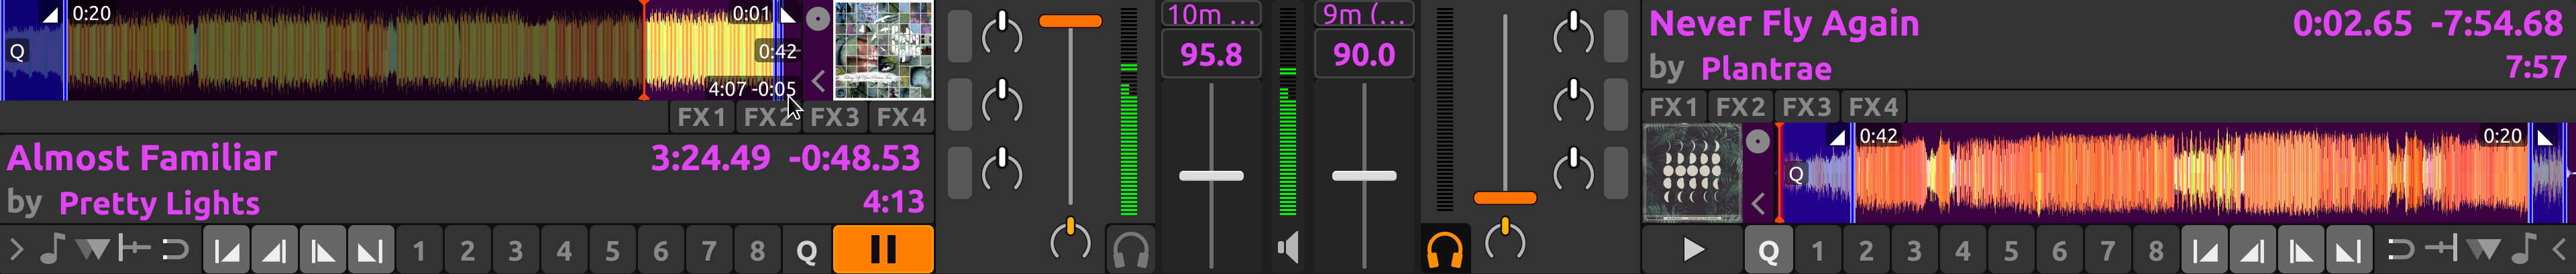 0:20 0:01
Q
0:42
4:07 -0:05
FX1 FX2 FX3 FX4
Almost Familiar 3:24.49 -0:48.53
by Pretty Lights 4:13
1 2 3 4 5 6 7 8 Q
10m ... 9m (...
95.8 90.0
Never Fly Again 0:02.65 -7:54.68
by Plantrae 7:57
FX1 FX2 FX3 FX4
0:42 0:20
Q
Q 1 2 3 4 5 6 7 8